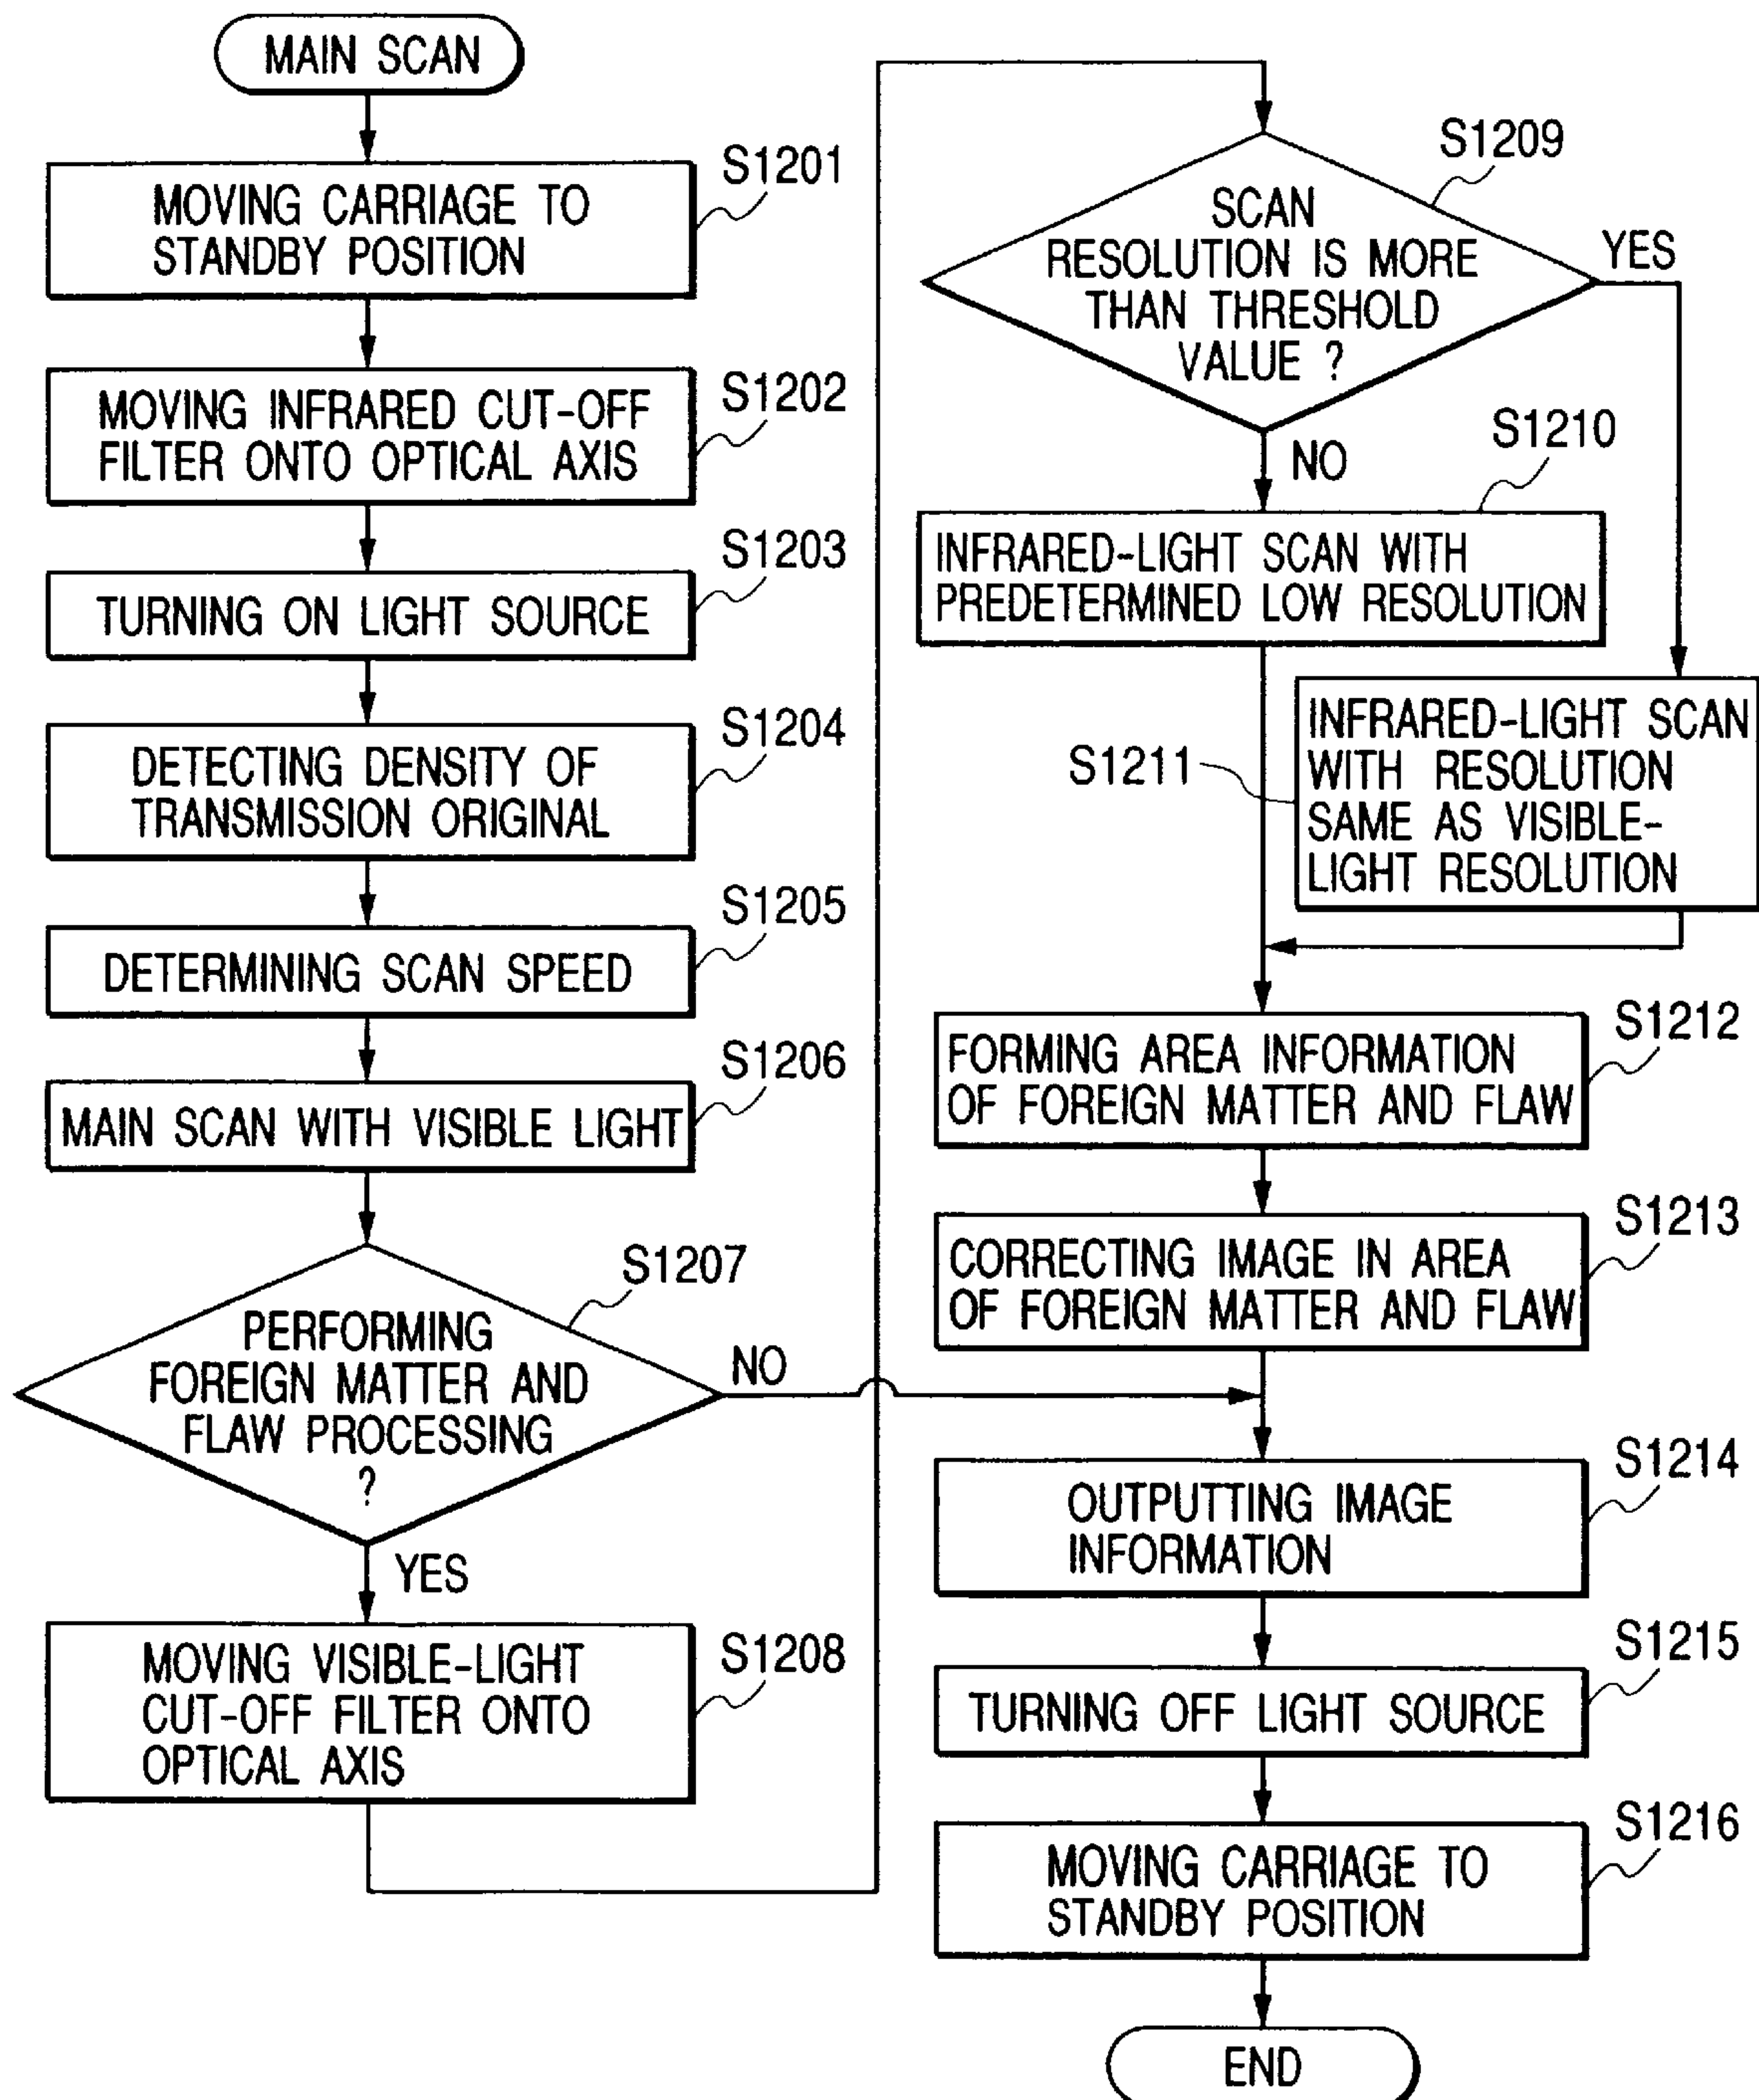 MAIN SCAN
S1201
MOVING CARRIAGE TO
STANDBY POSITION
S1202
MOVING INFRARED CUT-OFF
FILTER ONTO OPTICAL AXIS
S1203
TURNING ON LIGHT SOURCE
S1204
DETECTING DENSITY OF
TRANSMISSION ORIGINAL
S1205
DETERMINING SCAN SPEED
S1206
MAIN SCAN WITH VISIBLE LIGHT
S1207
PERFORMING
FOREIGN MATTER AND
FLAW PROCESSING
?
NO
YES
S1208
MOVING VISIBLE-LIGHT
CUT-OFF FILTER ONTO
OPTICAL AXIS
S1209
SCAN
RESOLUTION IS MORE
THAN THRESHOLD
VALUE ?
YES
NO
S1210
INFRARED-LIGHT SCAN WITH
PREDETERMINED LOW RESOLUTION
S1211
INFRARED-LIGHT SCAN
WITH RESOLUTION
SAME AS VISIBLE-
LIGHT RESOLUTION
S1212
FORMING AREA INFORMATION
OF FOREIGN MATTER AND FLAW
S1213
CORRECTING IMAGE IN AREA
OF FOREIGN MATTER AND FLAW
S1214
OUTPUTTING IMAGE
INFORMATION
S1215
TURNING OFF LIGHT SOURCE
S1216
MOVING CARRIAGE TO
STANDBY POSITION
END